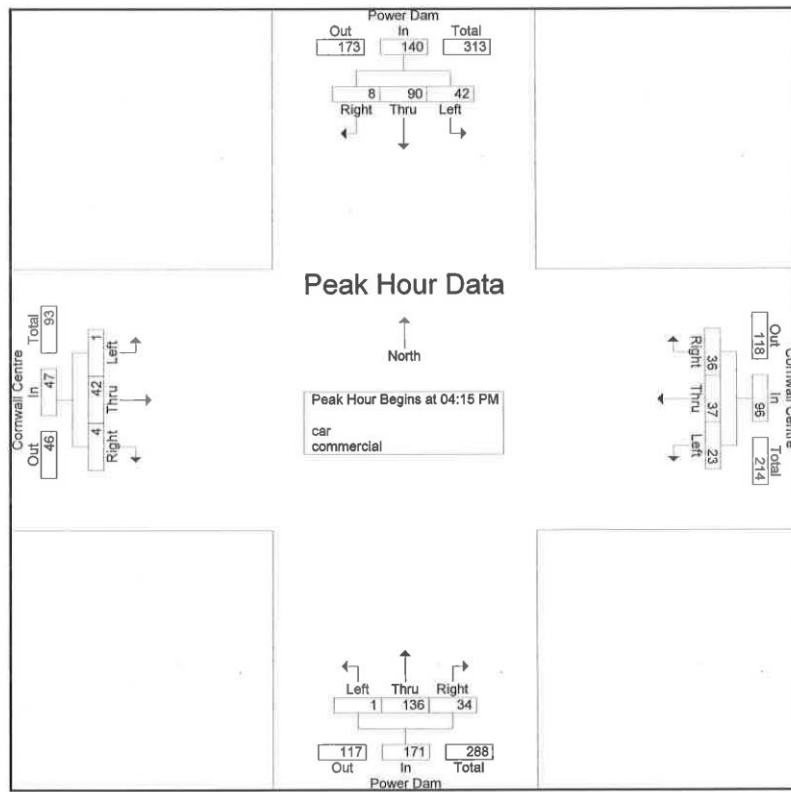 Power Dam
Out In Total
173 140 313
8 90 42
Right Thru Left
Peak Hour Data
North
Peak Hour Begins at 04:15 PM
car
commercial
Cornwall Centre
Out In Total
46 47 93
4 42 1
Right Thru Left
Cornwall Centre
Out In Total
118 96 214
36 37 23
Right Thru Left
Left Thru Right
1 136 34
117 171 288
Out In Total
Power Dam